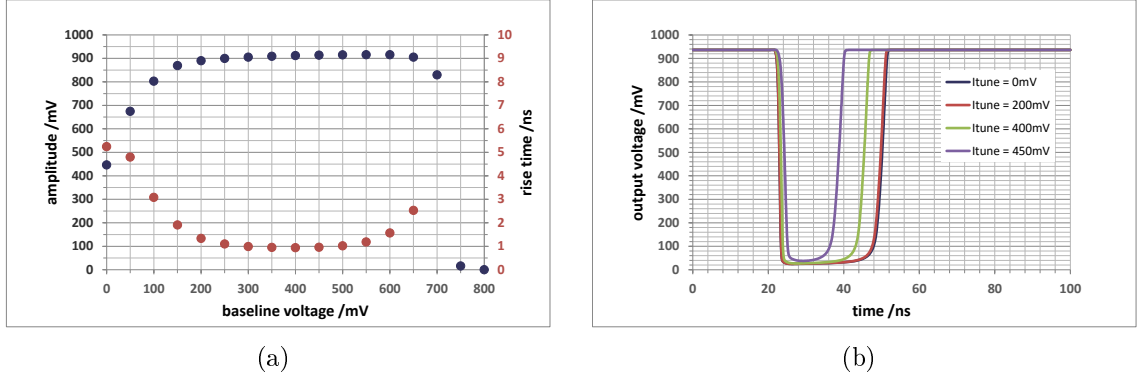 1000
900
800
700
600
500
400
300
200
100
0
amplitude /mV
10
9
8
7
6
5
4
3
2
1
0
rise time /ns
0 100 200 300 400 500 600 700 800
baseline voltage /mV
(a)
1000
900
800
700
600
500
400
300
200
100
0
output voltage /mV
Itune = 0mV
Itune = 200mV
Itune = 400mV
Itune = 450mV
0 20 40 60 80 100
time /ns
(b)